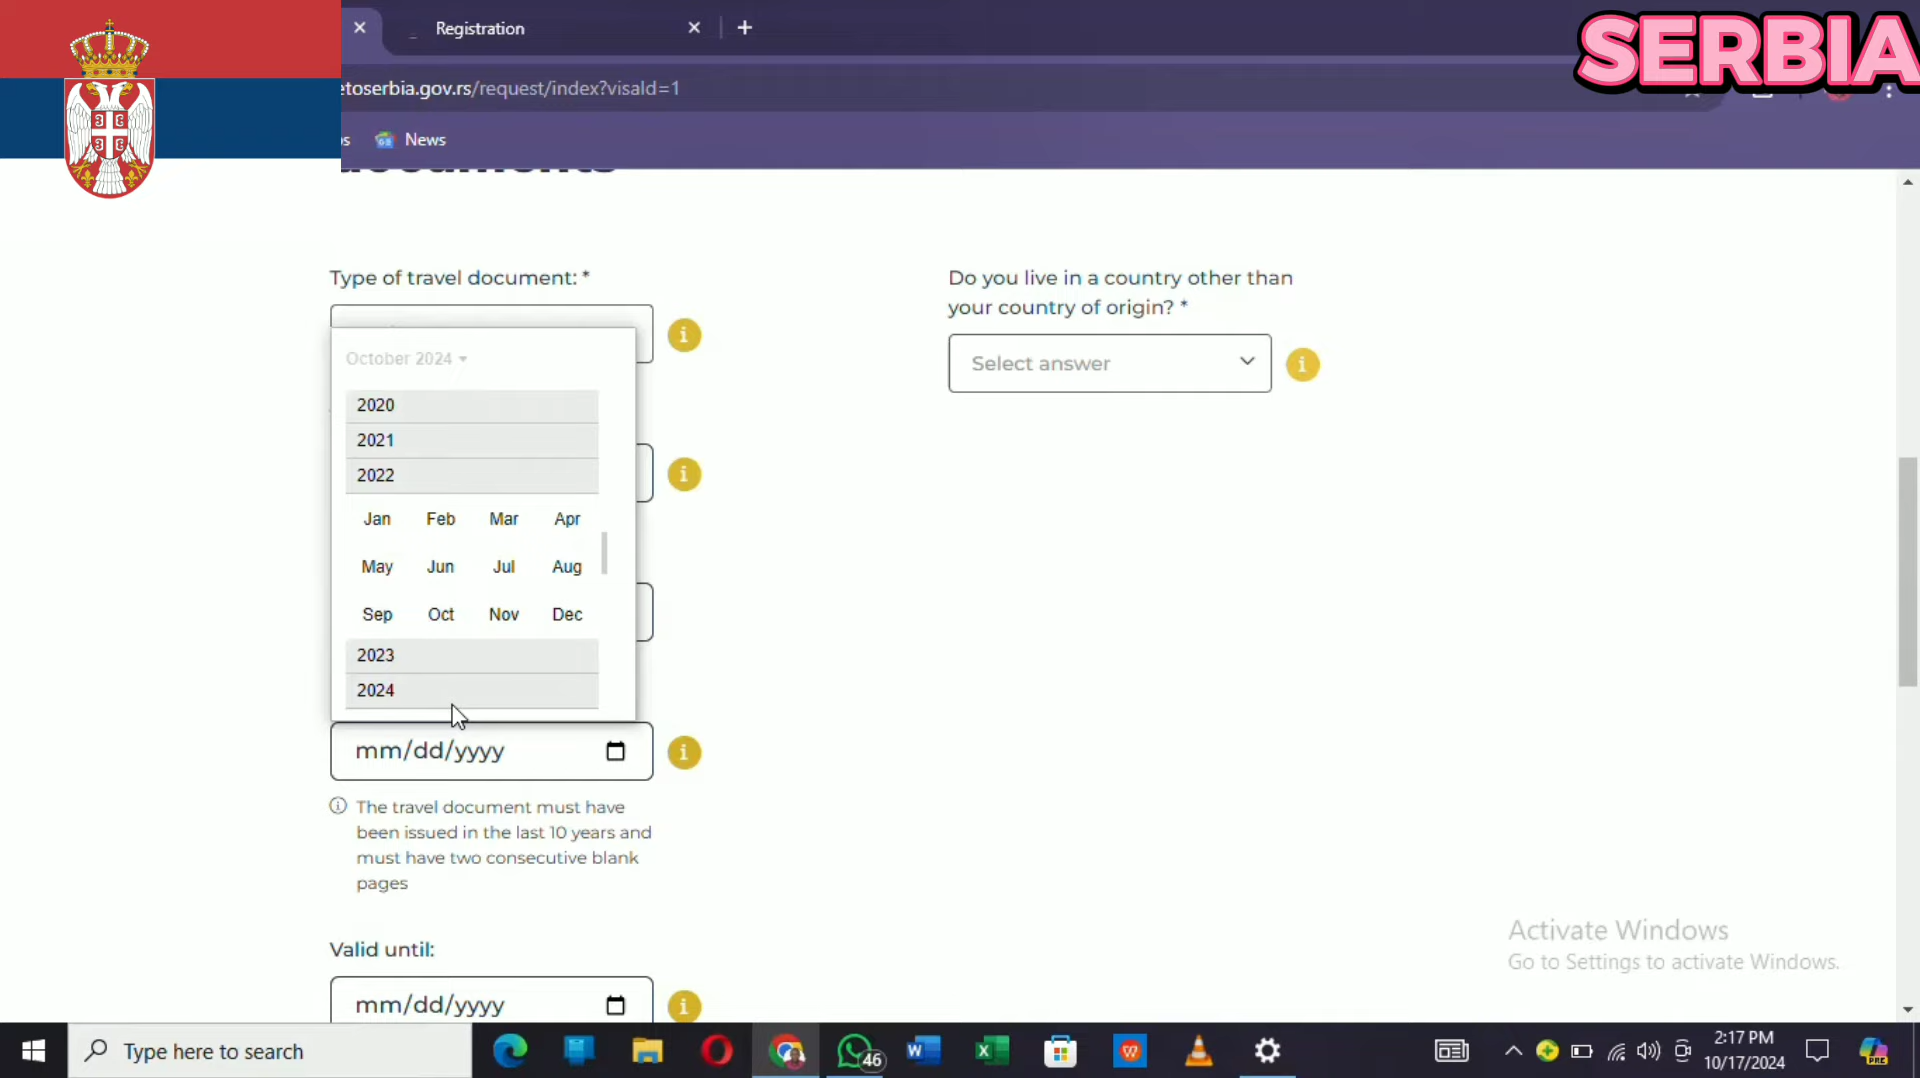 Registration
SERBIA
etoserbia.gov.rs/request/index?visaId=1
os
News
documents
Type of travel document: *
Do you live in a country other than
your country of origin? *
Select answer
October 2024
2020
2021
2022
Jan Feb Mar Apr
May Jun Jul Aug
Sep Oct Nov Dec
2023
2024
mm/dd/yyyy
The travel document must have
been issued in the last 10 years and
must have two consecutive blank
pages
Valid until:
mm/dd/yyyy
Activate Windows
Go to Settings to activate Windows.
Type here to search
46
2:17 PM
10/17/2024
PRE